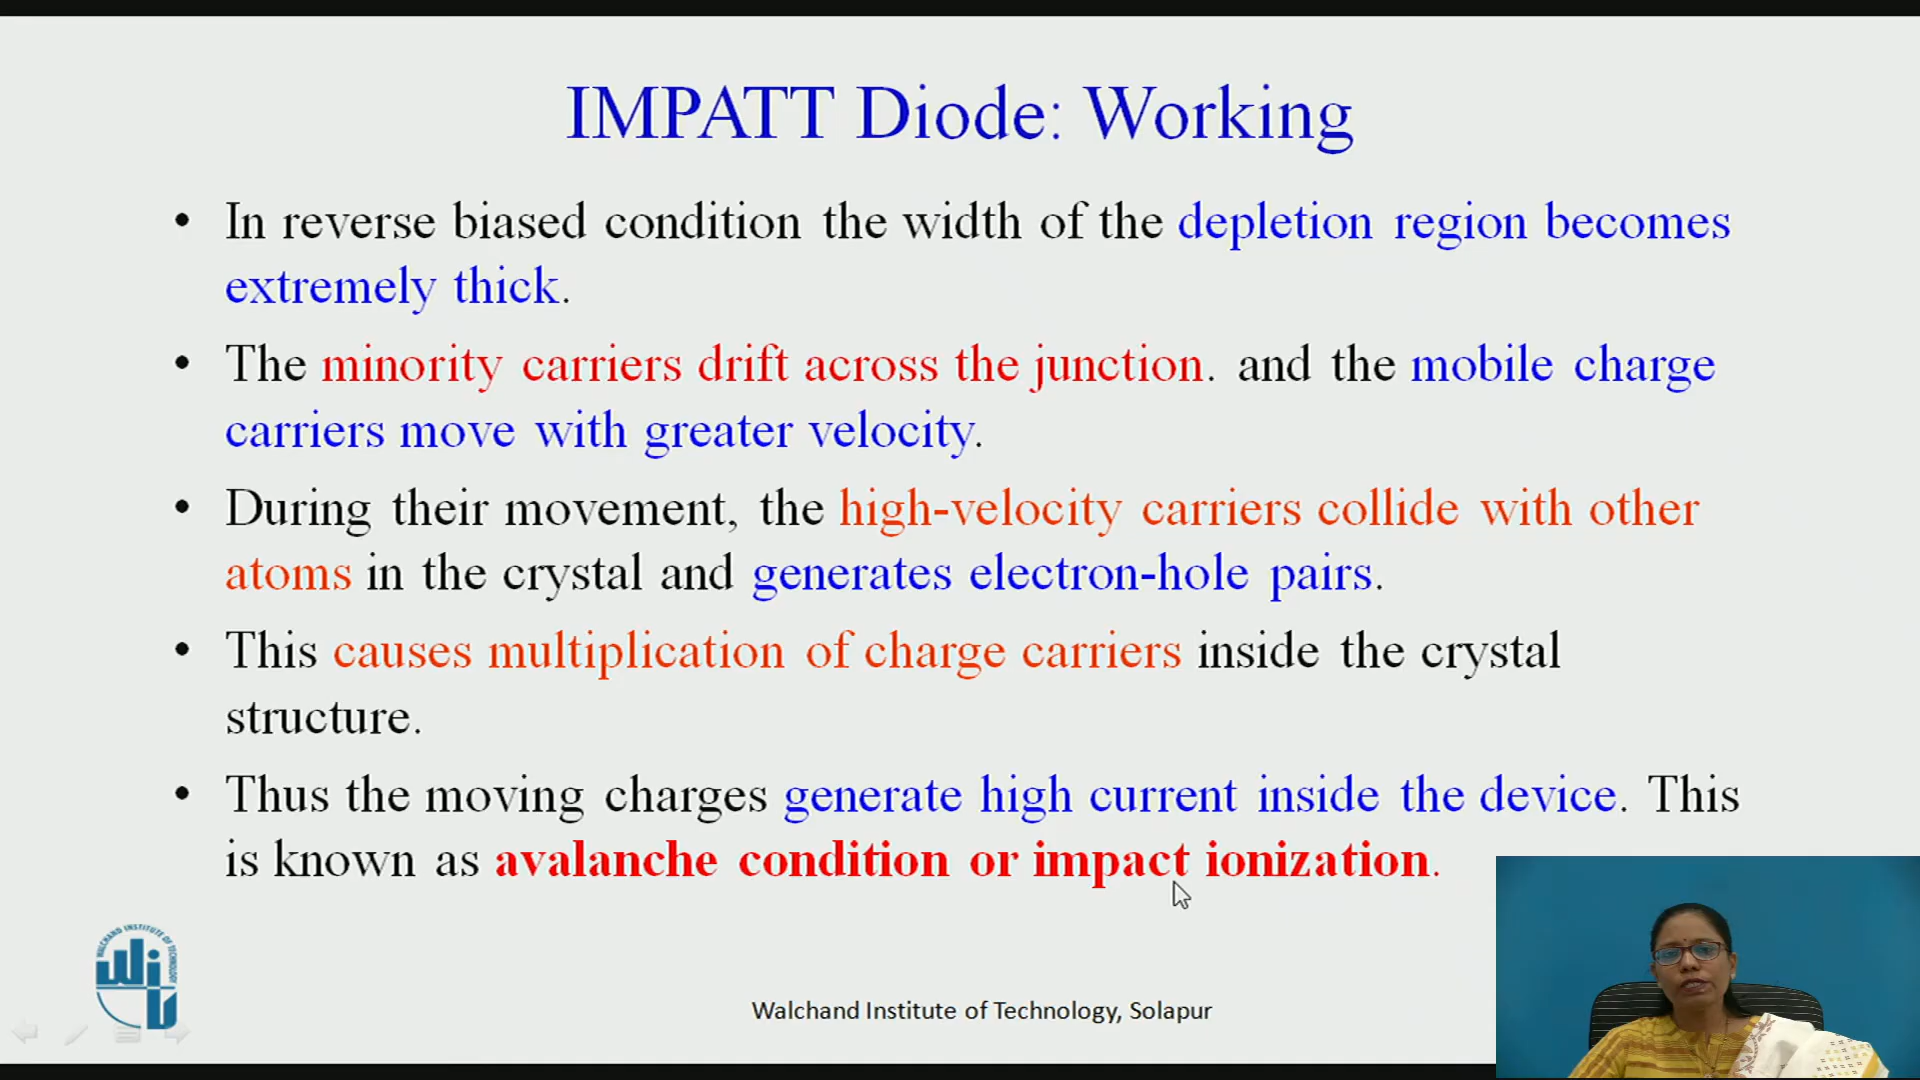 IMPATT Diode: Working
• In reverse biased condition the width of the depletion region becomes
extremely thick.
• The minority carriers drift across the junction. and the mobile charge
carriers move with greater velocity.
• During their movement, the high-velocity carriers collide with other
atoms in the crystal and generates electron-hole pairs.
• This causes multiplication of charge carriers inside the crystal
structure.
• Thus the moving charges generate high current inside the device. This
is known as avalanche condition or impact ionization.
WALCHAND INSTITUTE OF TECHNOLOGY
Walchand Institute of Technology, Solapur